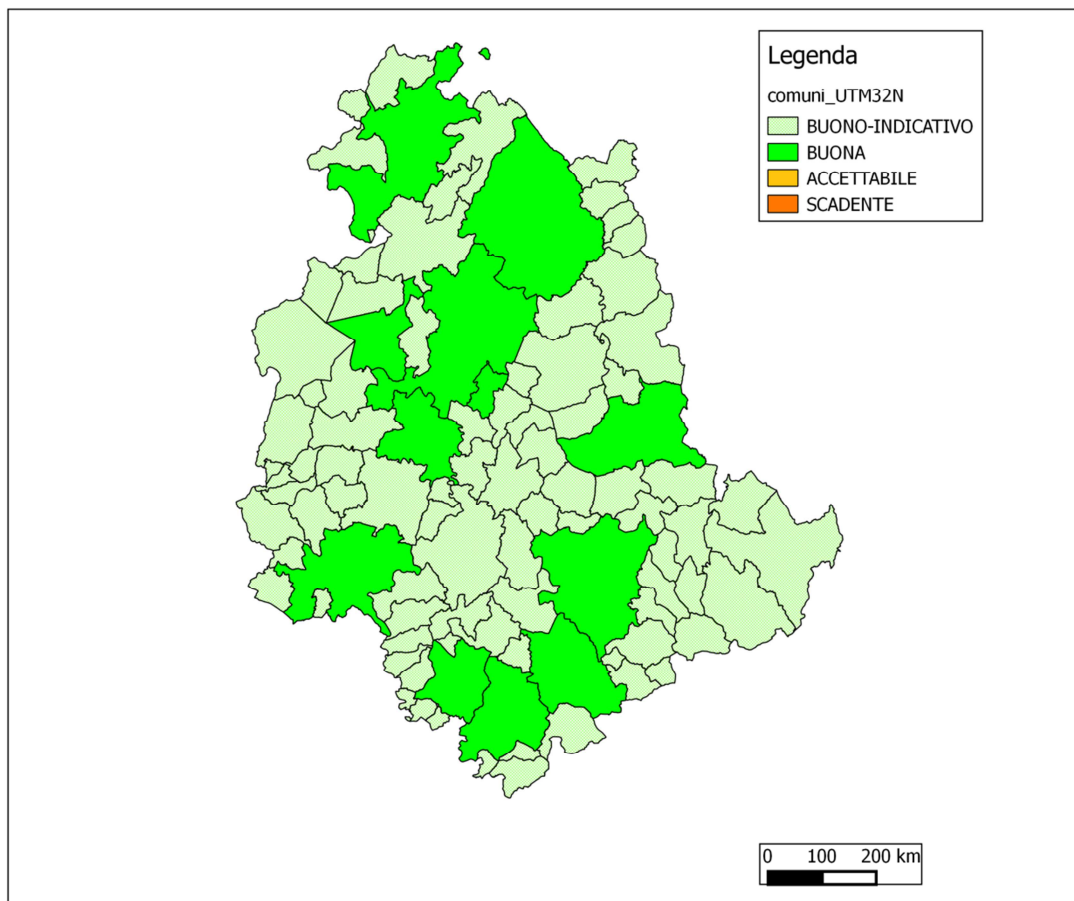 Legenda
comuni_UTM32N
BUONO-INDICATIVO
BUONA
ACCETTABILE
SCADENTE
0 100 200 km